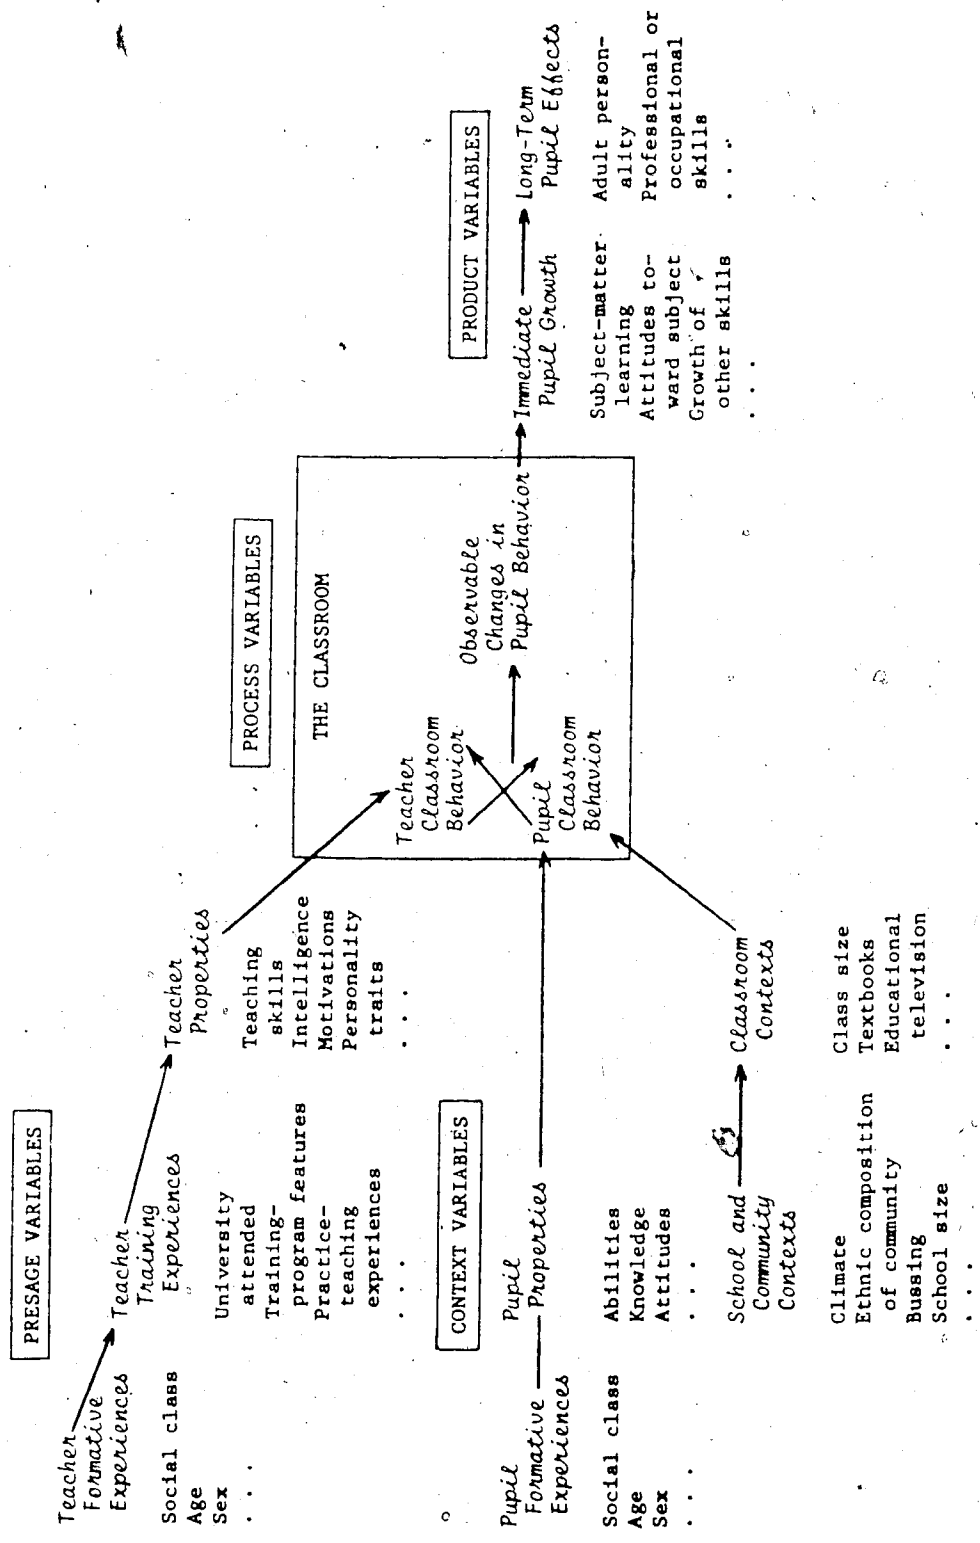 PRESAGE VARIABLES
Teacher
Formative
Experiences
Social class
Age
Sex
. . .
Teacher
Training
Experiences
University
attended
Training-
program features
Practice-
teaching
experiences
. . .
Teacher
Properties
Teaching
skills
Intelligence
Motivations
Personality
traits
. . .
CONTEXT VARIABLES
Pupil
Formative
Experiences
Social class
Age
Sex
. . .
Pupil
Properties
Abilities
Knowledge
Attitudes
. . .
School and
Community
Contexts
Climate
Ethnic composition
of community
Bussing
School size
. . .
Classroom
Contexts
Class size
Textbooks
Educational
television
. . .
PROCESS VARIABLES
THE CLASSROOM
Teacher
Classroom
Behavior
Pupil
Classroom
Behavior
Observable
Changes in
Pupil Behavior
PRODUCT VARIABLES
Immediate
Pupil Growth
Subject-matter
learning
Attitudes to-
ward subject
Growth of
other skills
. . .
Long-Term
Pupil Effects
Adult person-
ality
Professional or
occupational
skills
. . .